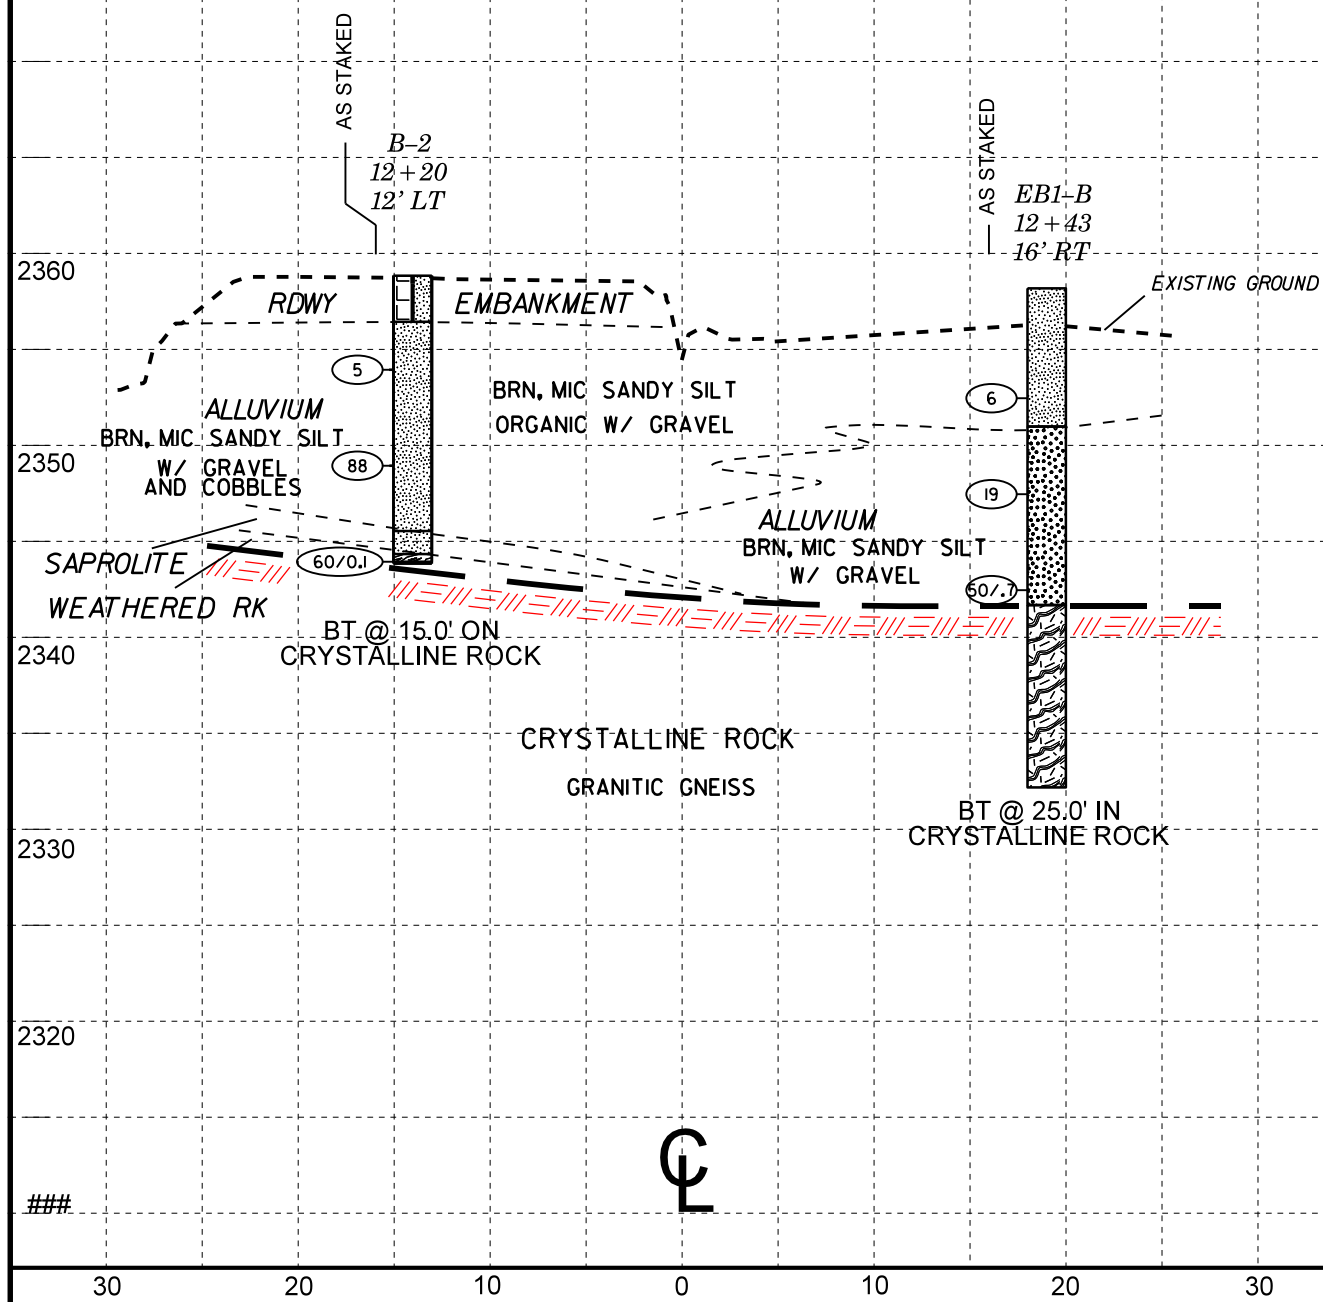 AS STAKED
B-2
12+20
12' LT
AS STAKED
EB1-B
12+43
16' RT
2360
EXISTING GROUND
RDWY
EMBANKMENT
5
BRN, MIC SANDY SILT
ORGANIC W/ GRAVEL
6
ALLUVIUM
BRN, MIC SANDY SILT
W/ GRAVEL
AND COBBLES
88
2350
19
ALLUVIUM
BRN, MIC SANDY SILT
W/ GRAVEL
SAPROLITE
60/0.1
50/.7
WEATHERED RK
BT @ 15.0' ON
CRYSTALLINE ROCK
2340
CRYSTALLINE ROCK
GRANITIC GNEISS
BT @ 25.0' IN
CRYSTALLINE ROCK
2330
2320
CL
###
30 20 10 0 10 20 30